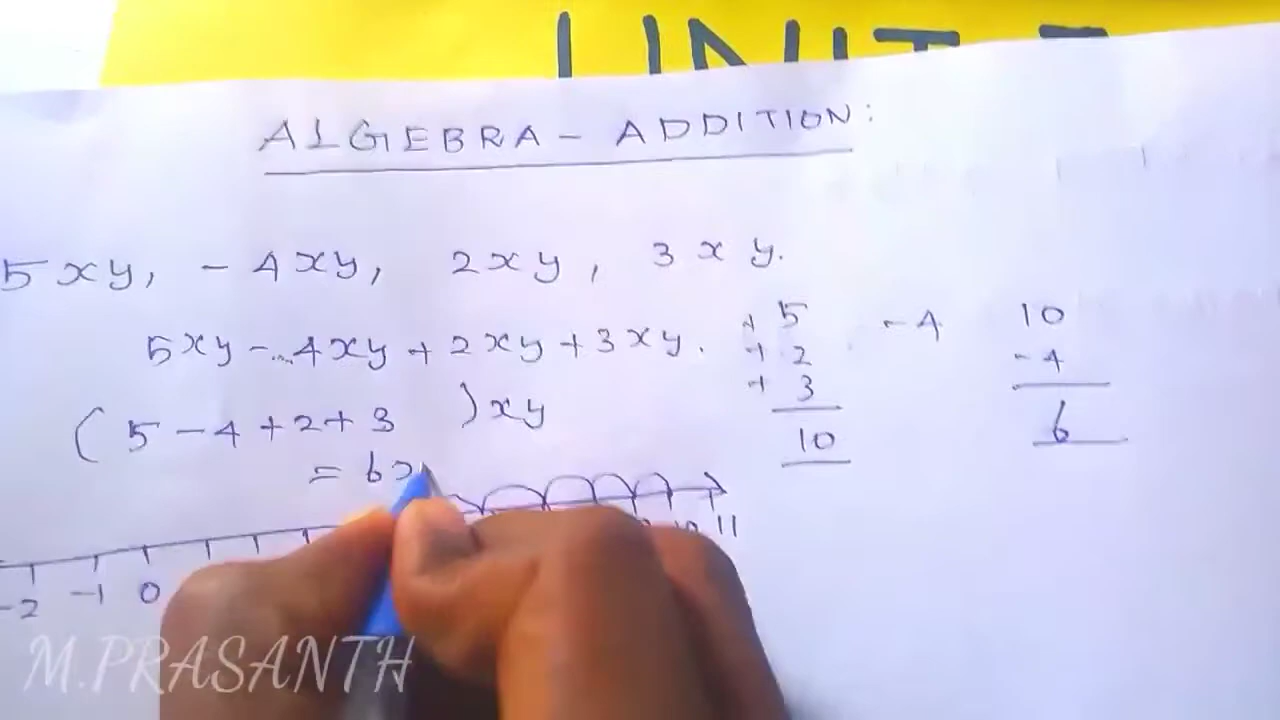 UNIT
ALGEBRA - ADDITION:
5xy, - 4xy, 2xy, 3xy.
5xy - 4xy + 2xy + 3xy.
(5 - 4 + 2 + 3 )xy
= 6x
+ 5
+ 2
+ 3
10
- 4
10
- 4
6
-2 -1 0 10 11
M.PRASANTH